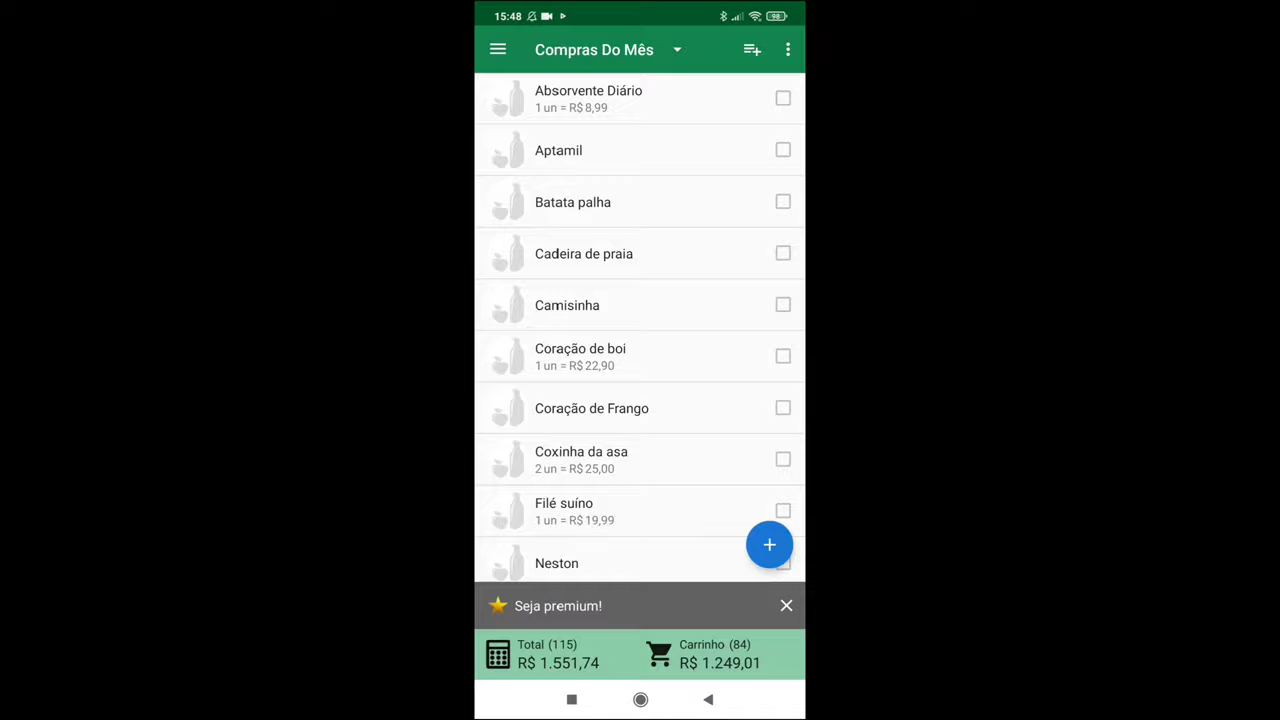 15:48
98
Compras Do Mês
Absorvente Diário
1 un = R$ 8,99
Aptamil
Batata palha
Cadeira de praia
Camisinha
Coração de boi
1 un = R$ 22,90
Coração de Frango
Coxinha da asa
2 un = R$ 25,00
Filé suíno
1 un = R$ 19,99
Neston
Seja premium!
Total (115)
R$ 1.551,74
Carrinho (84)
R$ 1.249,01